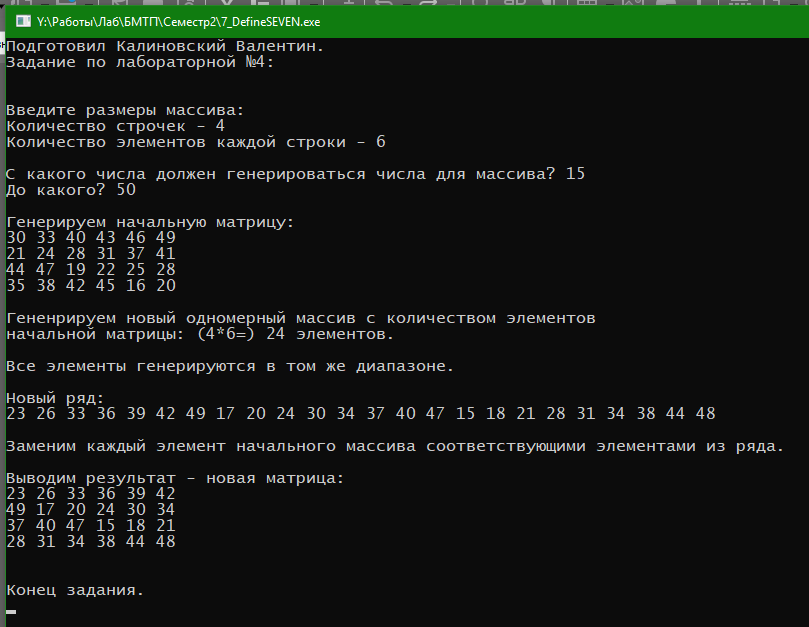 Y:\Работы\Лаб\БМТП\Семестр2\7_DefineSEVEN.exe
Подготовил Калиновский Валентин.
Задание по лабораторной №4:
Введите размеры массива:
Количество строчек - 4
Количество элементов каждой строки - 6
С какого числа должен генерироваться числа для массива? 15
До какого? 50
Генерируем начальную матрицу:
30 33 40 43 46 49
21 24 28 31 37 41
44 47 19 22 25 28
35 38 42 45 16 20
Гененрируем новый одномерный массив с количеством элементов
начальной матрицы: (4*6=) 24 элементов.
Все элементы генерируются в том же диапазоне.
Новый ряд:
23 26 33 36 39 42 49 17 20 24 30 34 37 40 47 15 18 21 28 31 34 38 44 48
Заменим каждый элемент начального массива соответствующими элементами из ряда.
Выводим результат - новая матрица:
23 26 33 36 39 42
49 17 20 24 30 34
37 40 47 15 18 21
28 31 34 38 44 48
Конец задания.